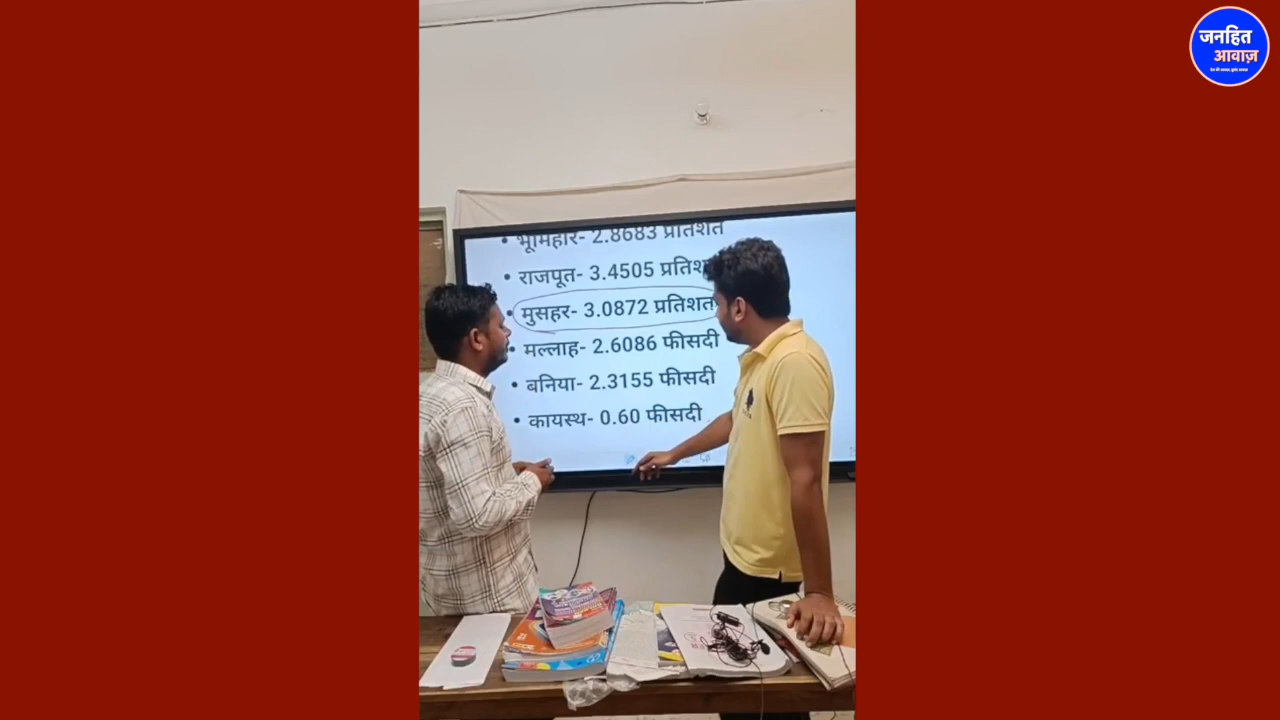 जनहित
आवाज़
भूमिहार- 2.8683 प्रतिशत
राजपूत- 3.4505
मुसहर- 3.0872 प्रतिशत
मल्लाह- 2.6086 फीसदी
बनिया- 2.3155 फीसदी
कायस्थ- 0.60 फीसदी